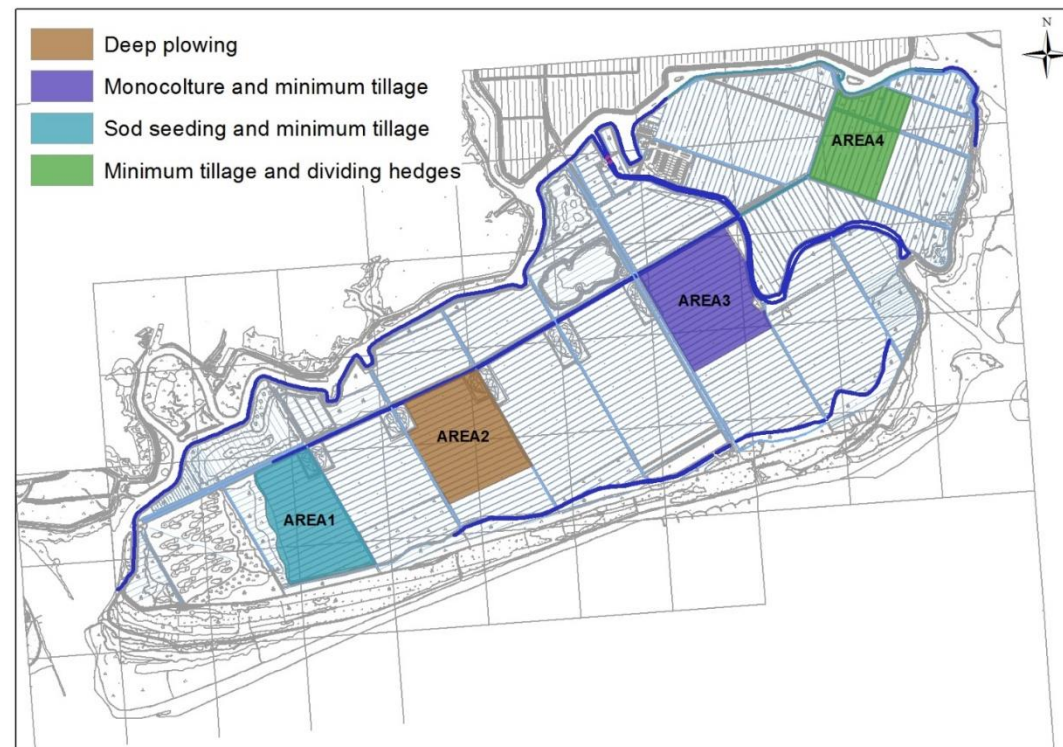 Deep plowing
Monocolture and minimum tillage
Sod seeding and minimum tillage
Minimum tillage and dividing hedges
N
AREA4
AREA3
AREA2
AREA1